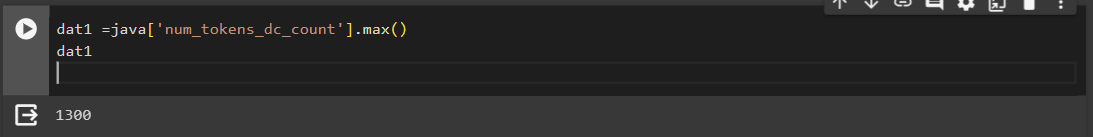 dat1 =java['num_tokens_dc_count'].max()
dat1
1300